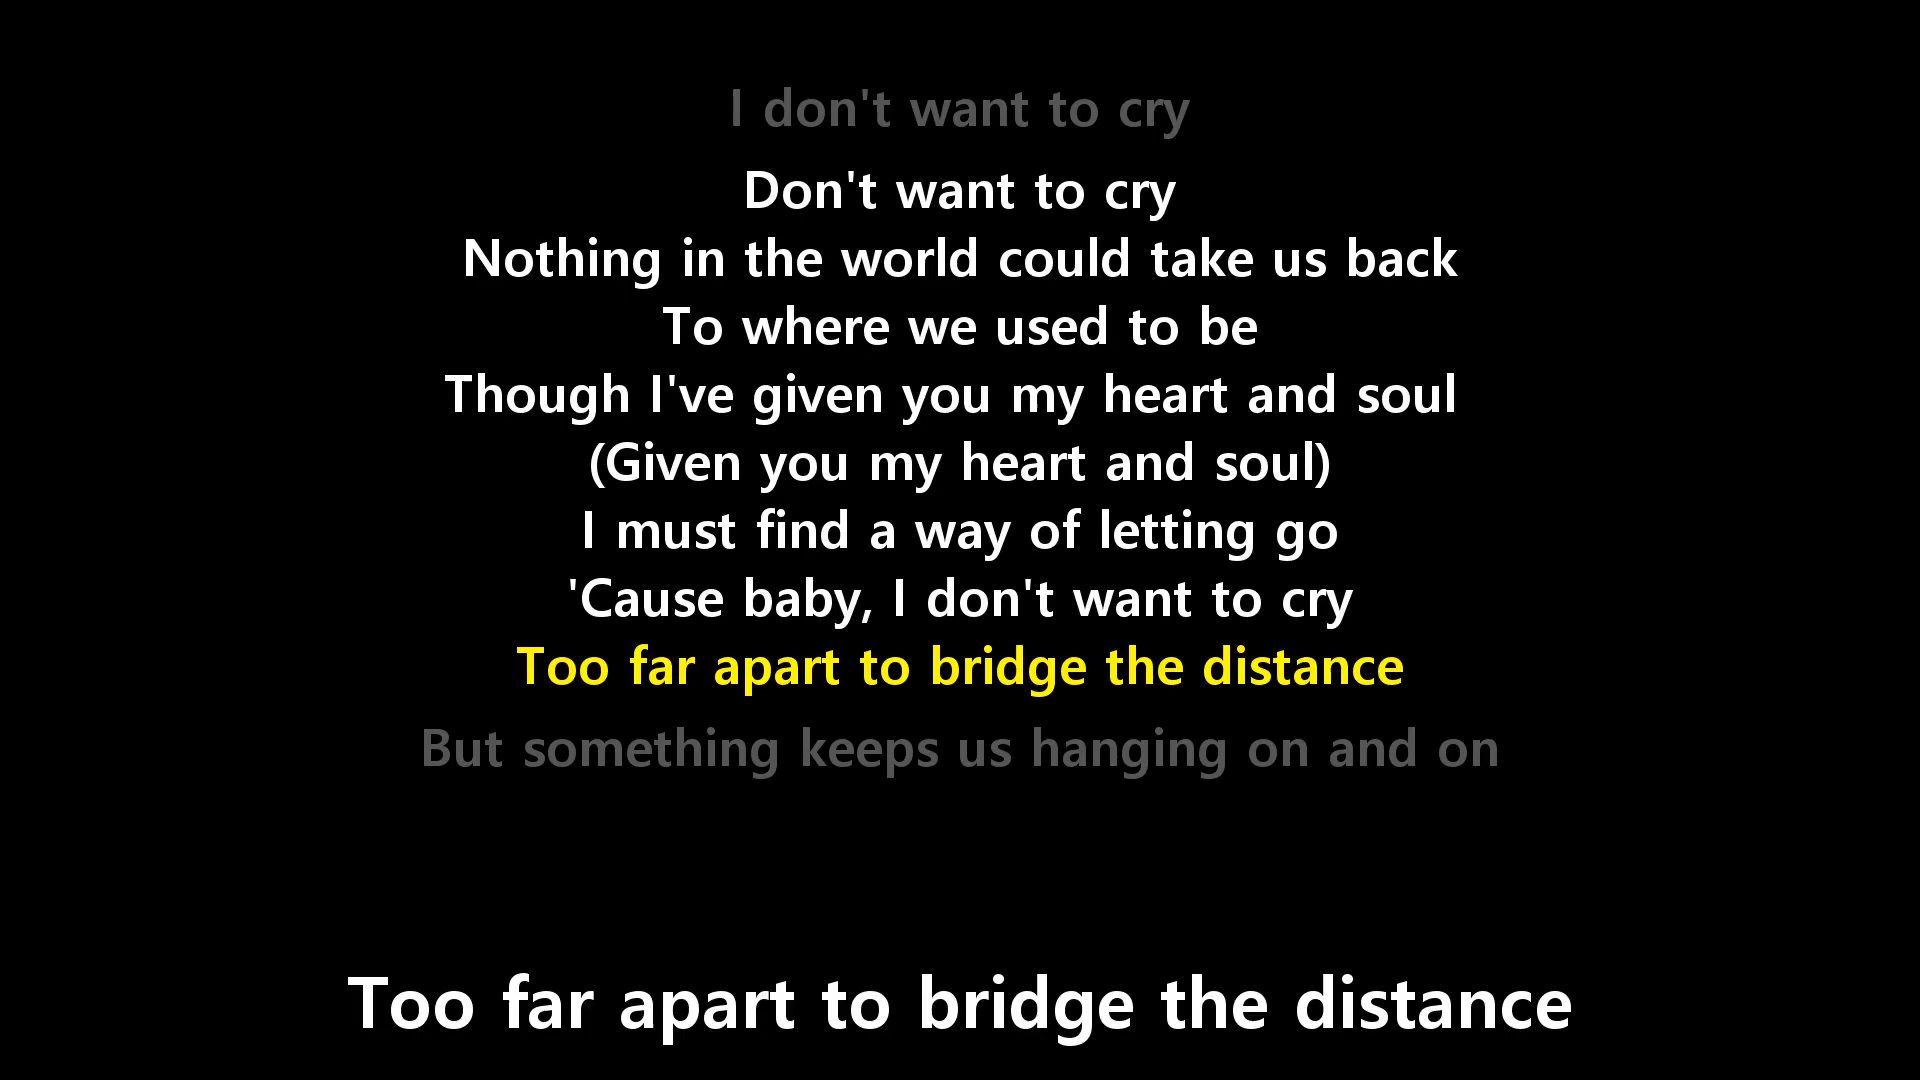 I don't want to cry
Don't want to cry
Nothing in the world could take us back
To where we used to be
Though I've given you my heart and soul
(Given you my heart and soul)
I must find a way of letting go
'Cause baby, I don't want to cry
Too far apart to bridge the distance
But something keeps us hanging on and on
Too far apart to bridge the distance